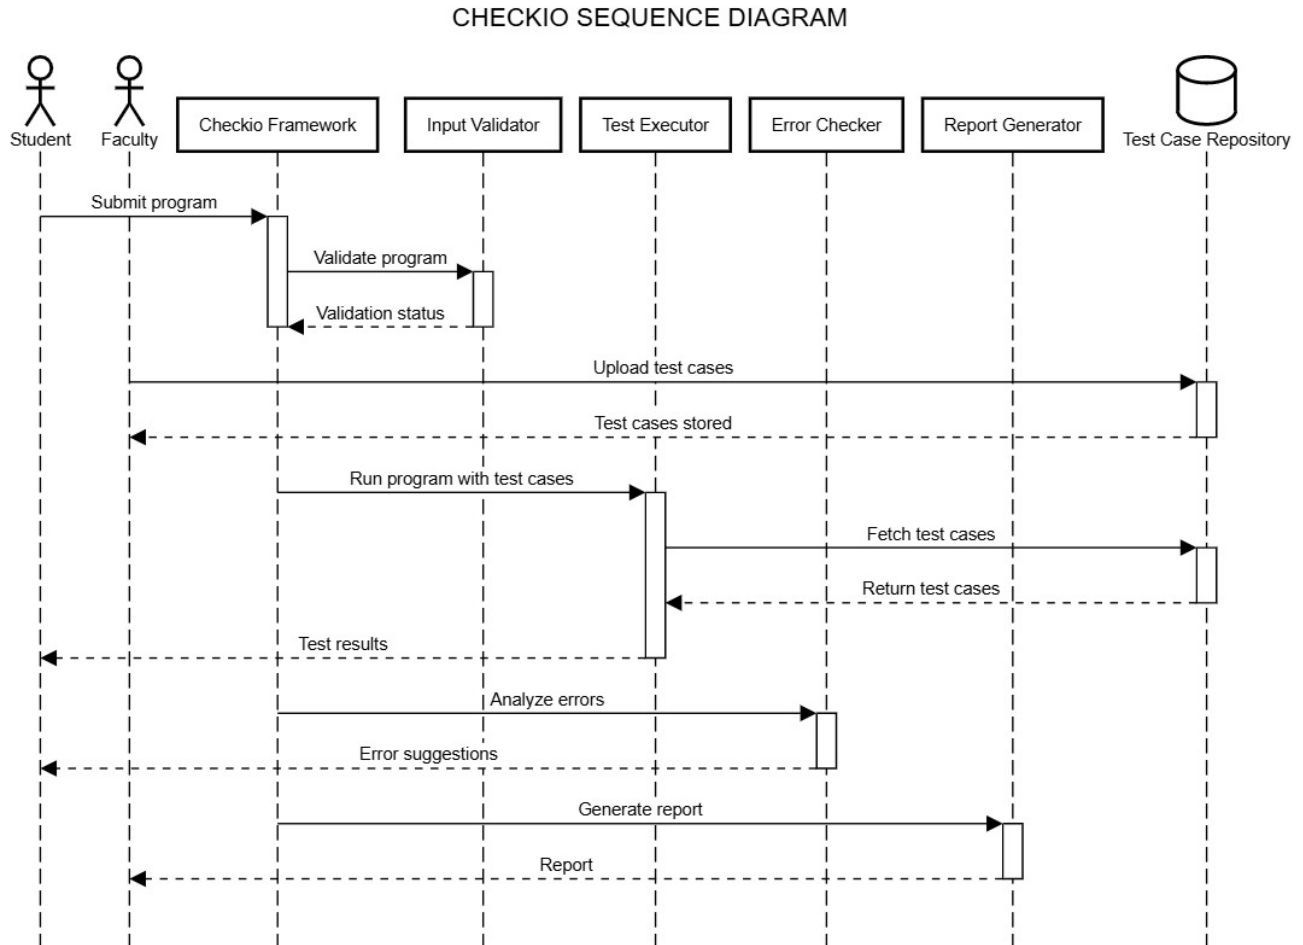 CHECKIO SEQUENCE DIAGRAM
Student
Faculty
Checkio Framework
Input Validator
Test Executor
Error Checker
Report Generator
Test Case Repository
Submit program
Validate program
Validation status
Upload test cases
Test cases stored
Run program with test cases
Fetch test cases
Return test cases
Test results
Analyze errors
Error suggestions
Generate report
Report